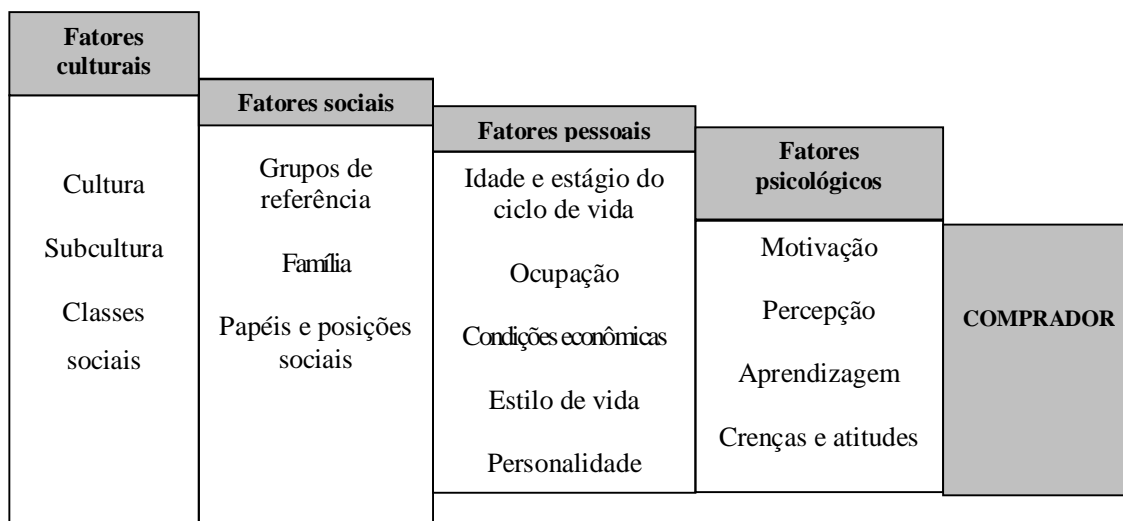 Fatores
culturais
Cultura
Subcultura
Classes
sociais
Fatores sociais
Grupos de
referência
Família
Papéis e posições
sociais
Fatores pessoais
Idade e estágio do
ciclo de vida
Ocupação
Condições econômicas
Estilo de vida
Personalidade
Fatores
psicológicos
Motivação
Percepção
Aprendizagem
Crenças e atitudes
COMPRADOR